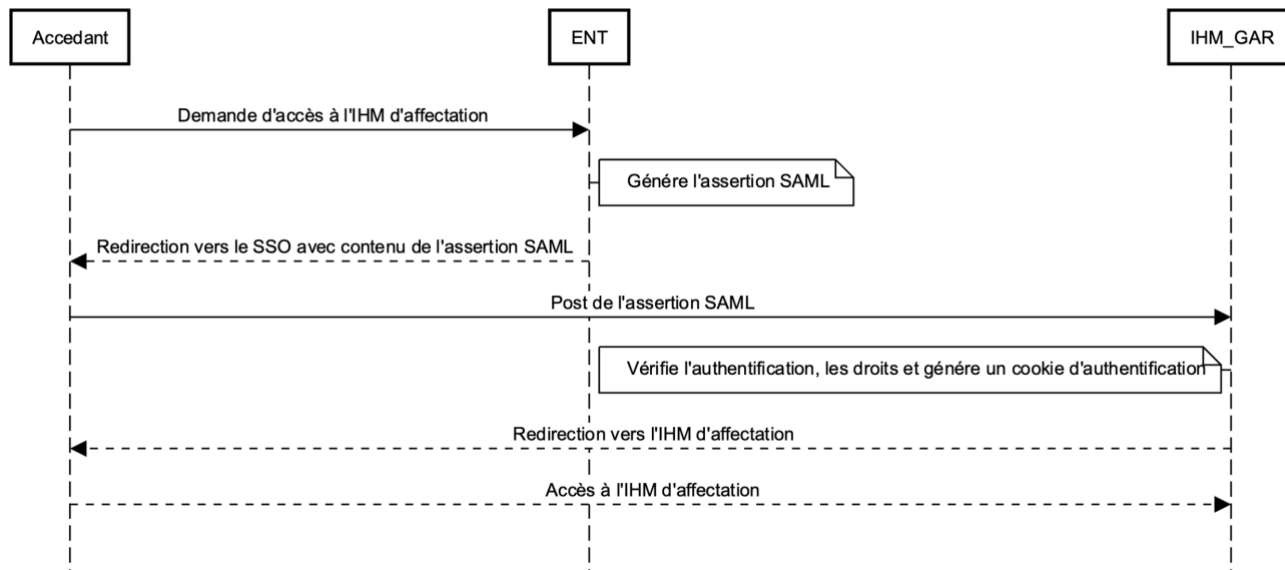 Accedant
ENT
IHM_GAR
Demande d'accès à l'IHM d'affectation
Génére l'assertion SAML
Redirection vers le SSO avec contenu de l'assertion SAML
Post de l'assertion SAML
Vérifie l'authentification, les droits et génére un cookie d'authentification
Redirection vers l'IHM d'affectation
Accès à l'IHM d'affectation